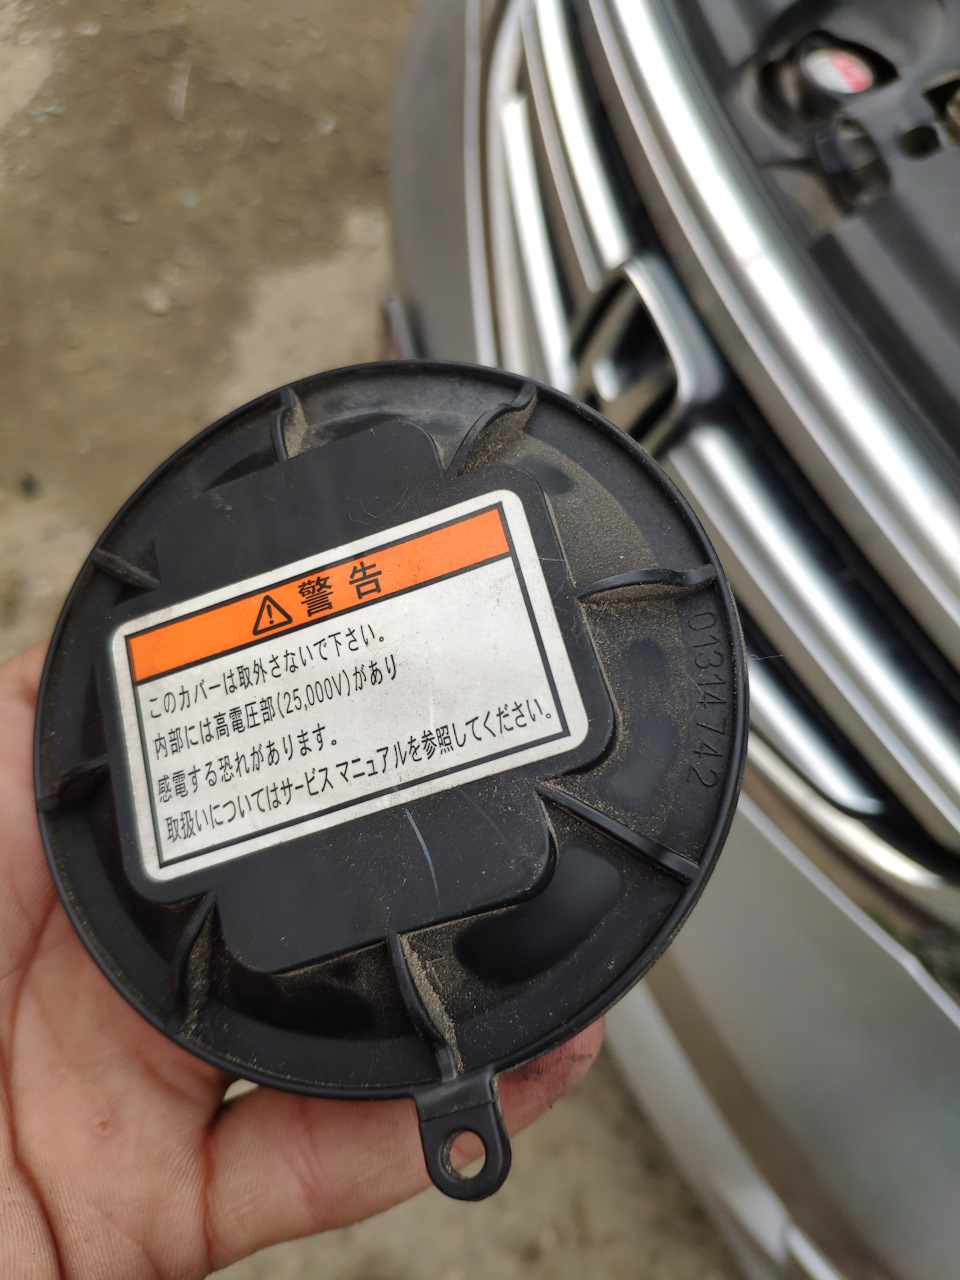 ⚠警告
このカバーは取外さないで下さい。
内部には高電圧部(25,000V)があり
感電する恐れがあります。
取扱いについてはサービスマニュアルを参照してください。
01314742